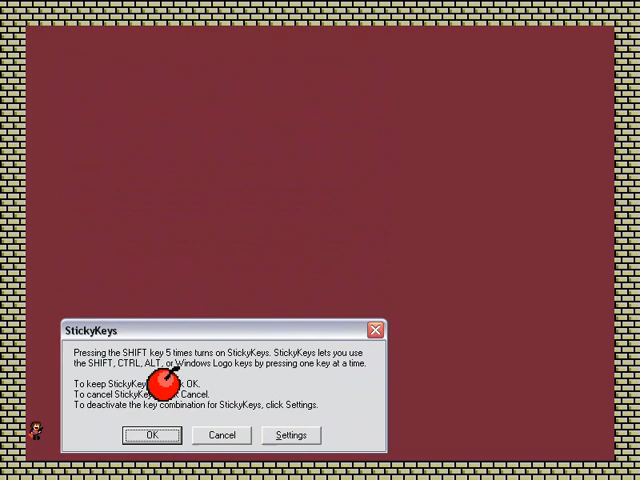 StickyKeys
Pressing the SHIFT key 5 times turns on StickyKeys. StickyKeys lets you use
the SHIFT, CTRL, ALT, or Windows Logo keys by pressing one key at a time.
To keep StickyKey OK.
To cancel StickyKey Cancel.
To deactivate the key combination for StickyKeys, click Settings.
OK Cancel Settings